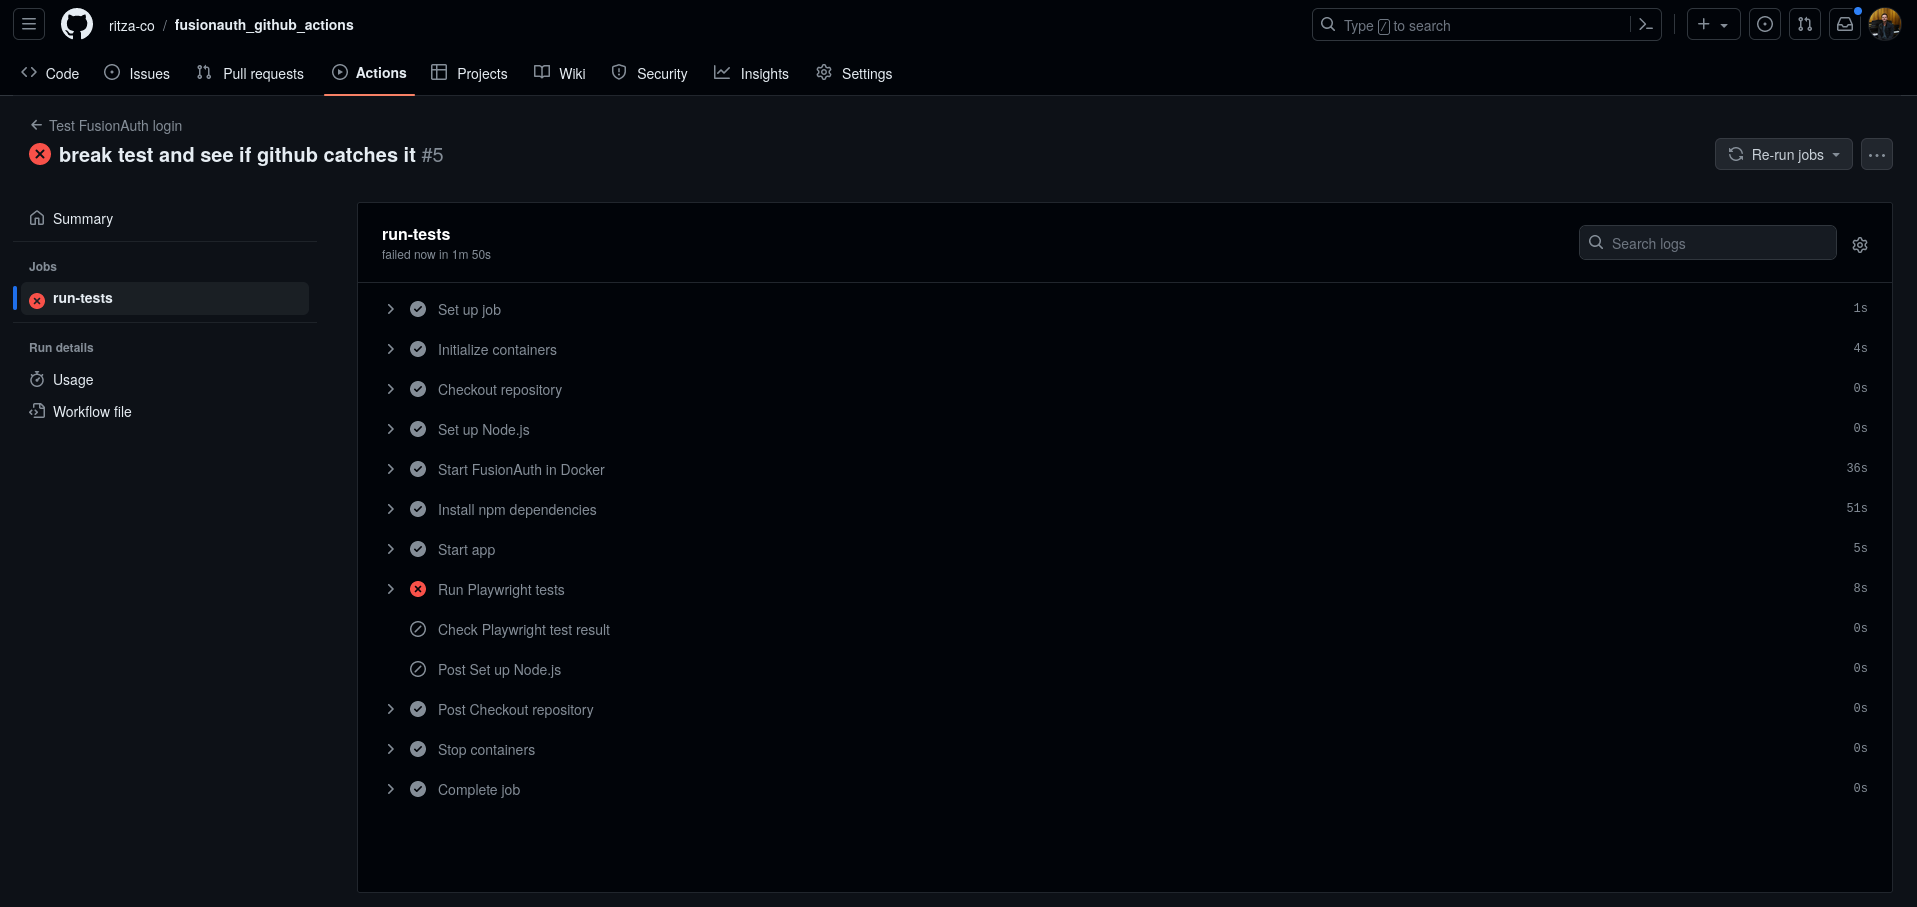 ritza-co / fusionauth_github_actions
Type / to search
Code Issues Pull requests Actions Projects Wiki Security Insights Settings
Test FusionAuth login
break test and see if github catches it #5
Re-run jobs
Summary
Jobs
run-tests
Run details
Usage
Workflow file
run-tests
failed now in 1m 50s
Search logs
Set up job 1s
Initialize containers 4s
Checkout repository 0s
Set up Node.js 0s
Start FusionAuth in Docker 36s
Install npm dependencies 51s
Start app 5s
Run Playwright tests 8s
Check Playwright test result 0s
Post Set up Node.js 0s
Post Checkout repository 0s
Stop containers 0s
Complete job 0s